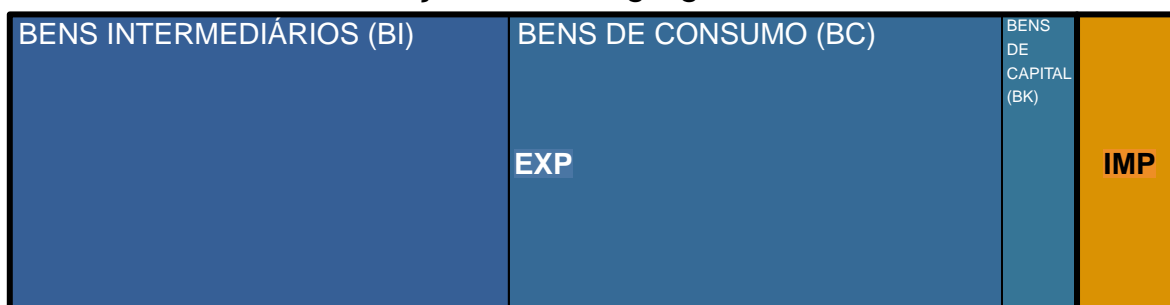 BENS INTERMEDIÁRIOS (BI)
BENS DE CONSUMO (BC)
BENS
DE
CAPITAL
(BK)
EXP
IMP